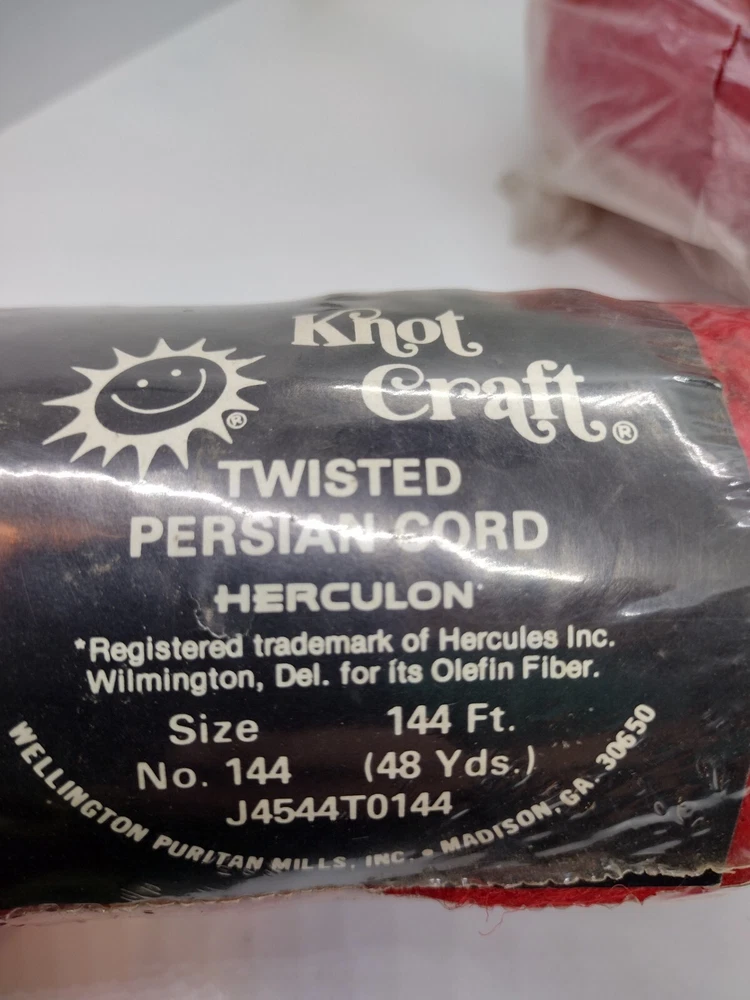 Knot
Craft®
®
TWISTED
PERSIAN CORD
HERCULON*
*Registered trademark of Hercules Inc.
Wilmington, Del. for its Olefin Fiber.
Size 144 Ft.
No. 144 (48 Yds.)
J4544T0144
WELLINGTON PURITAN MILLS, INC. • MADISON, GA. 30650